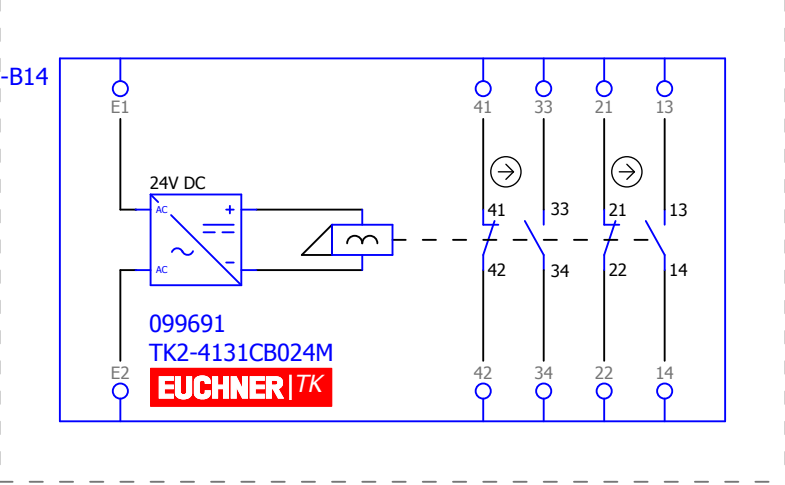 -B14
E1
41
33
21
13
24V DC
AC
+
AC
-
41
33
21
13
42
34
22
14
099691
TK2-4131CB024M
EUCHNER|TK
E2
42
34
22
14